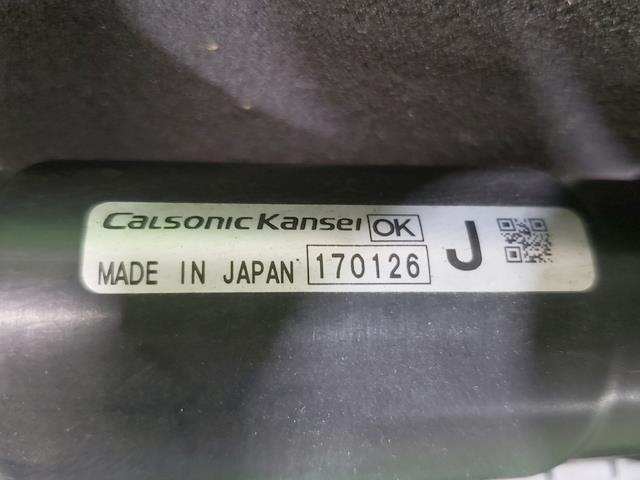 CalsonicKansei OK J
MADE IN JAPAN 170126